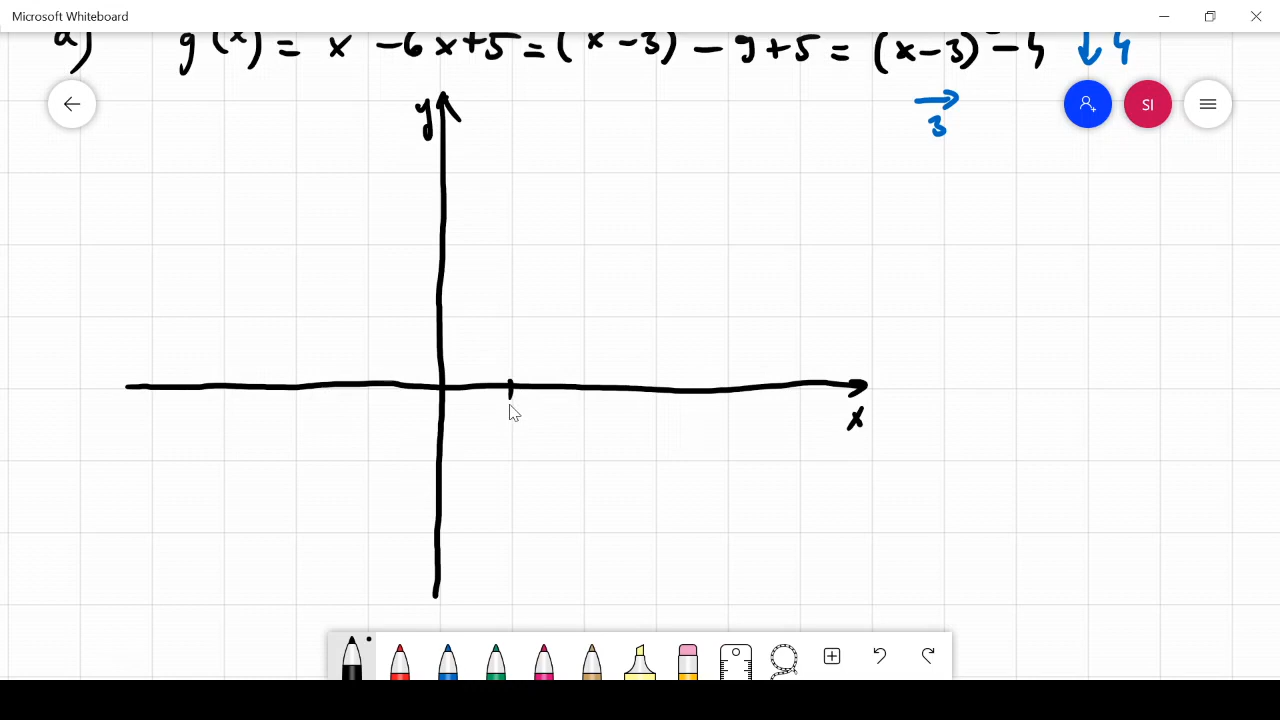 Microsoft Whiteboard
a) g(x) = x -6x+5 = (x-3) - 9+5 = (x-3) - 4 ↓ 4
→
3
y
SI
x